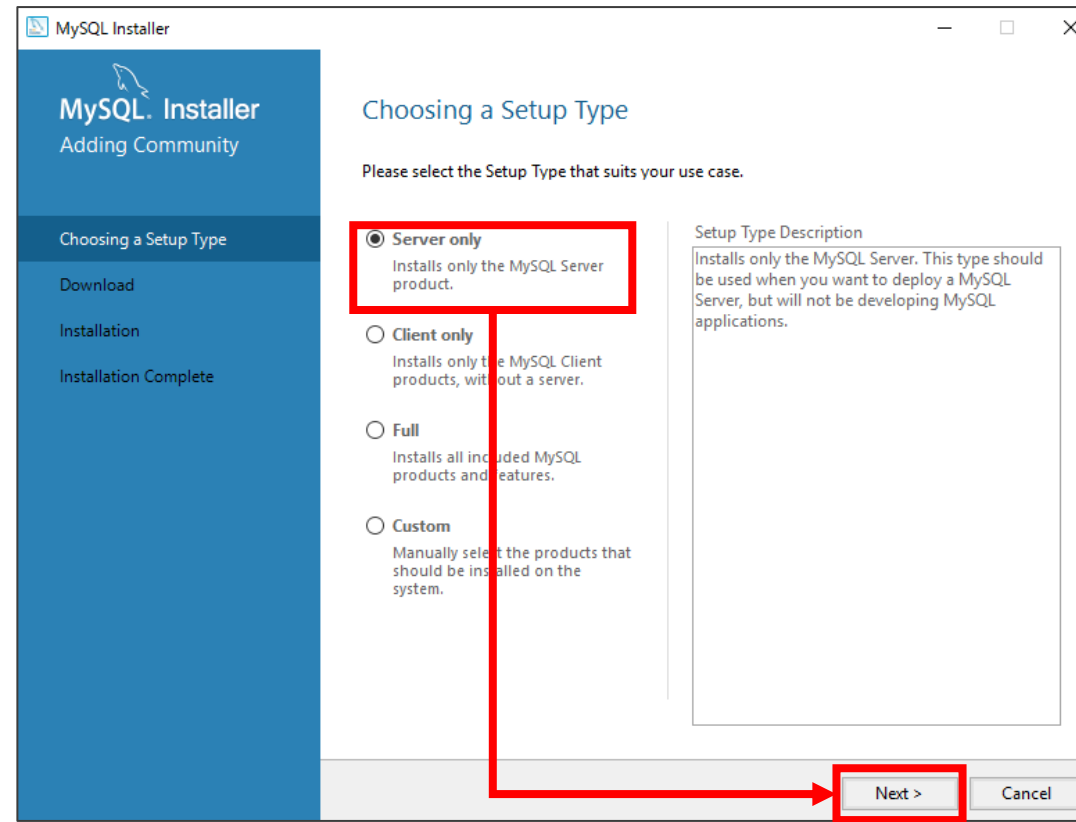 MySQL Installer
MySQL. Installer
Adding Community
Choosing a Setup Type
Download
Installation
Installation Complete
Choosing a Setup Type
Please select the Setup Type that suits your use case.
Server only
Installs only the MySQL Server
product.
Client only
Installs only the MySQL Client
products, without a server.
Full
Installs all included MySQL
products and features.
Custom
Manually select the products that
should be installed on the
system.
Setup Type Description
Installs only the MySQL Server. This type should
be used when you want to deploy a MySQL
Server, but will not be developing MySQL
applications.
Next >
Cancel